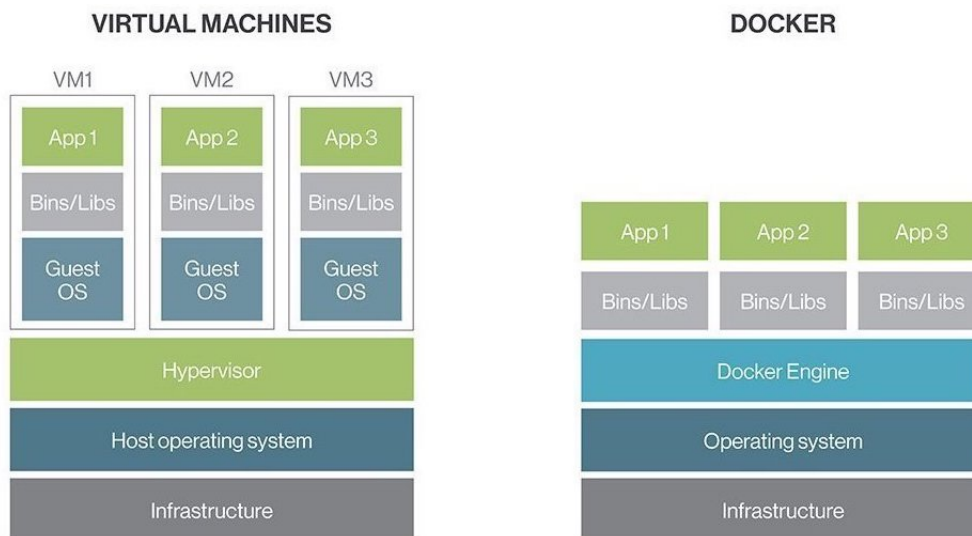 VIRTUAL MACHINES
VM1 VM2 VM3
App 1 App 2 App 3
Bins/Libs Bins/Libs Bins/Libs
Guest OS Guest OS Guest OS
Hypervisor
Host operating system
Infrastructure
DOCKER
App 1 App 2 App 3
Bins/Libs Bins/Libs Bins/Libs
Docker Engine
Operating system
Infrastructure